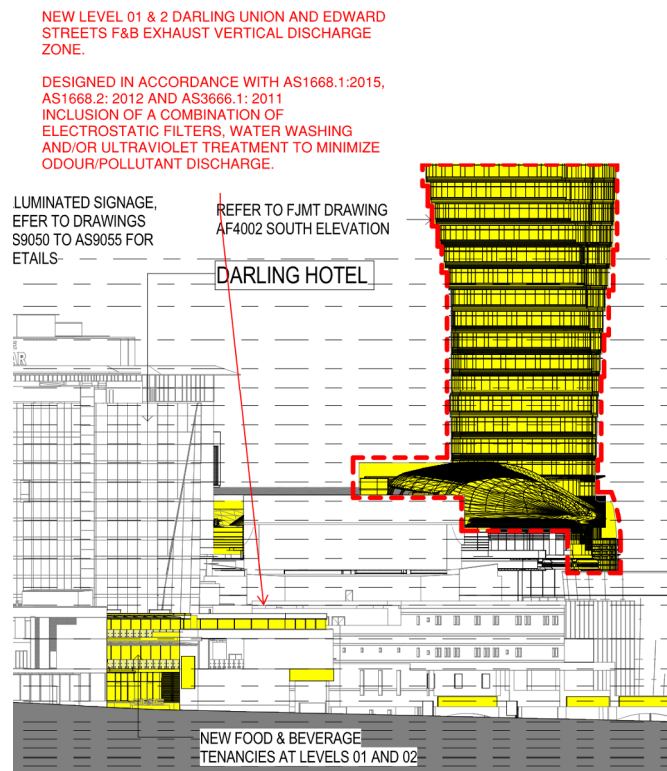 NEW LEVEL 01 & 2 DARLING UNION AND EDWARD
STREETS F&B EXHAUST VERTICAL DISCHARGE
ZONE.
DESIGNED IN ACCORDANCE WITH AS1668.1:2015,
AS1668.2: 2012 AND AS3666.1: 2011
INCLUSION OF A COMBINATION OF
ELECTROSTATIC FILTERS, WATER WASHING
AND/OR ULTRAVIOLET TREATMENT TO MINIMIZE
ODOUR/POLLUTANT DISCHARGE.
LUMINATED SIGNAGE,
EFER TO DRAWINGS
S9050 TO AS9055 FOR
ETAILS
REFER TO FJMT DRAWING
AF4002 SOUTH ELEVATION
DARLING HOTEL
AR
NEW FOOD & BEVERAGE
TENANCIES AT LEVELS 01 AND 02